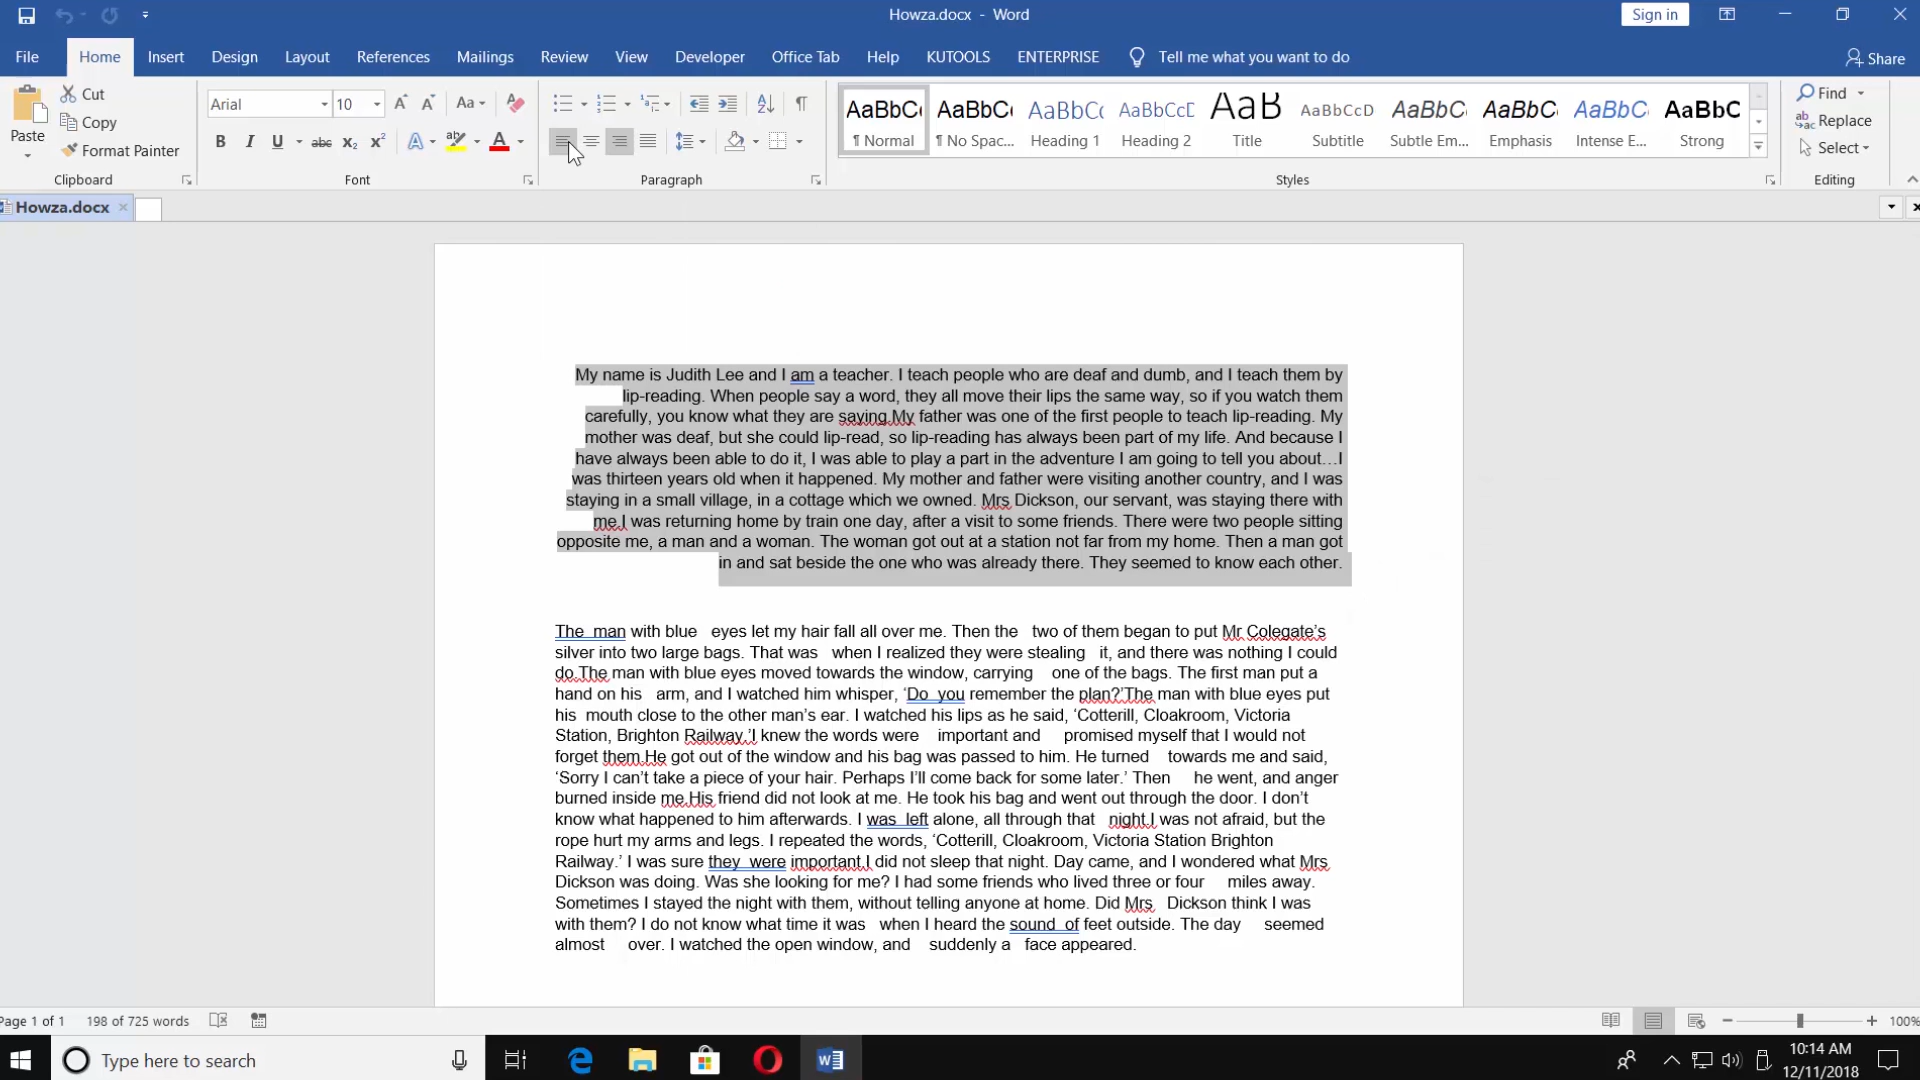 Howza.docx - Word
Sign in
File Home Insert Design Layout References Mailings Review View Developer Office Tab Help KUTOOLS ENTERPRISE Tell me what you want to do Share
Paste
Cut
Copy
Format Painter
Clipboard
Arial 10 Aa
B I U abc X₂ X² A A
Font
Paragraph
AaBbC AaBbC AaBbC AaBbCcD AaB AaBbCcD AaBbC AaBbC AaBbC AaBbC
¶ Normal ¶ No Spac... Heading 1 Heading 2 Title Subtitle Subtle Em... Emphasis Intense E... Strong
Styles
Find
Replace
Select
Editing
Howza.docx
My name is Judith Lee and I am a teacher. I teach people who are deaf and dumb, and I teach them by
lip-reading. When people say a word, they all move their lips the same way, so if you watch them
carefully, you know what they are saying.My father was one of the first people to teach lip-reading. My
mother was deaf, but she could lip-read, so lip-reading has always been part of my life. And because I
have always been able to do it, I was able to play a part in the adventure I am going to tell you about…I
was thirteen years old when it happened. My mother and father were visiting another country, and I was
staying in a small village, in a cottage which we owned. Mrs Dickson, our servant, was staying there with
me.I was returning home by train one day, after a visit to some friends. There were two people sitting
opposite me, a man and a woman. The woman got out at a station not far from my home. Then a man got
in and sat beside the one who was already there. They seemed to know each other.
The man with blue eyes let my hair fall all over me. Then the two of them began to put Mr Colegate’s
silver into two large bags. That was when I realized they were stealing it, and there was nothing I could
do.The man with blue eyes moved towards the window, carrying one of the bags. The first man put a
hand on his arm, and I watched him whisper, ‘Do you remember the plan?’The man with blue eyes put
his mouth close to the other man’s ear. I watched his lips as he said, ‘Cotterill, Cloakroom, Victoria
Station, Brighton Railway.’I knew the words were important and promised myself that I would not
forget them.He got out of the window and his bag was passed to him. He turned towards me and said,
‘Sorry I can’t take a piece of your hair. Perhaps I’ll come back for some later.’ Then he went, and anger
burned inside me.His friend did not look at me. He took his bag and went out through the door. I don’t
know what happened to him afterwards. I was left alone, all through that night.I was not afraid, but the
rope hurt my arms and legs. I repeated the words, ‘Cotterill, Cloakroom, Victoria Station Brighton
Railway.’ I was sure they were important.I did not sleep that night. Day came, and I wondered what Mrs
Dickson was doing. Was she looking for me? I had some friends who lived three or four miles away.
Sometimes I stayed the night with them, without telling anyone at home. Did Mrs Dickson think I was
with them? I do not know what time it was when I heard the sound of feet outside. The day seemed
almost over. I watched the open window, and suddenly a face appeared.
Page 1 of 1 198 of 725 words 100%
Type here to search
10:14 AM
12/11/2018